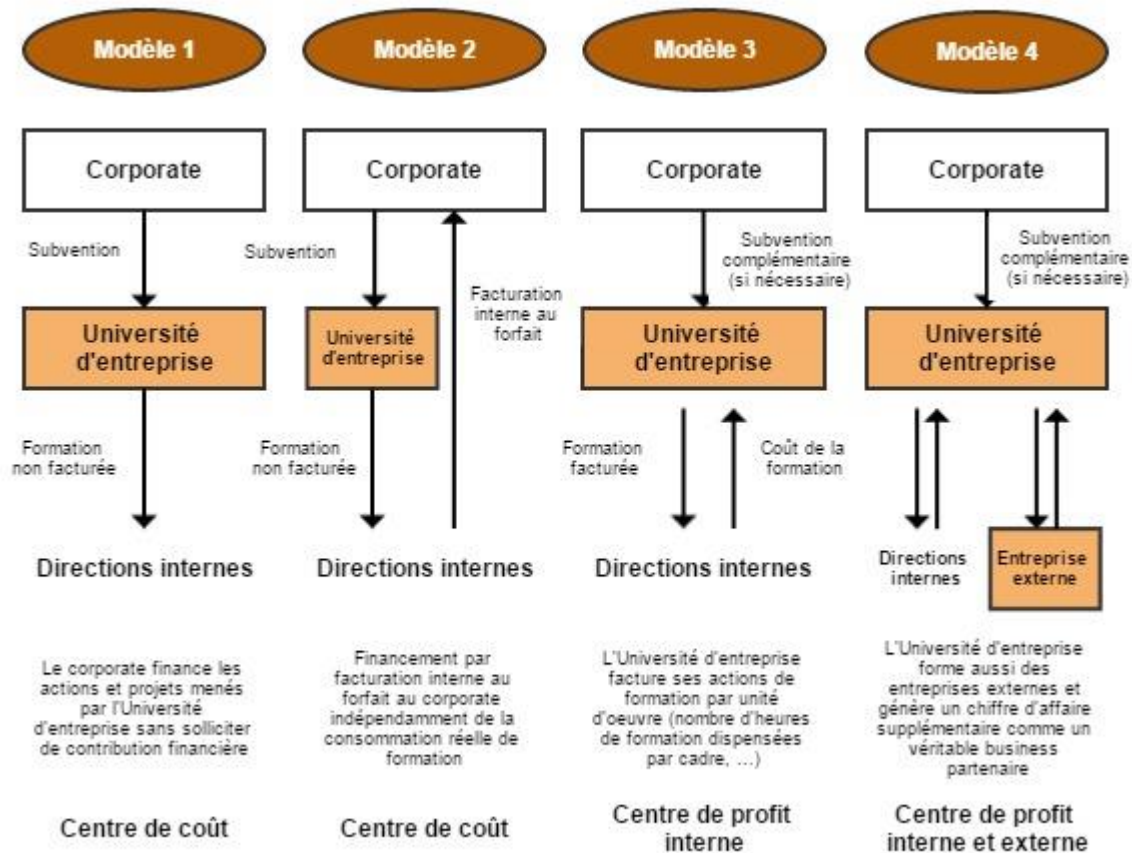 Modèle 1
Modèle 2
Modèle 3
Modèle 4
Corporate
Corporate
Corporate
Corporate
Subvention
Subvention
Facturation
interne au
forfait
Subvention
complémentaire
(si nécessaire)
Subvention
complémentaire
(si nécessaire)
Université
d'entreprise
Université
d'entreprise
Université
d'entreprise
Université
d'entreprise
Formation
non facturée
Formation
non facturée
Formation
facturée
Coût de la
formation
Directions internes
Directions internes
Directions internes
Directions
internes
Entreprise
externe
Le corporate finance les
actions et projets menés
par l'Université
d'entreprise sans solliciter
de contribution financière
Financement par
facturation interne au
forfait au corporate
indépendamment de la
consommation réelle de
formation
L'Université d'entreprise
facture ses actions de
formation par unité
d'oeuvre (nombre d'heures
de formation dispensées
par cadre, ...)
L'Université d'entreprise
forme aussi des
entreprises externes et
génère un chiffre d'affaire
supplémentaire comme un
véritable business
partenaire
Centre de coût
Centre de coût
Centre de profit
interne
Centre de profit
interne et externe